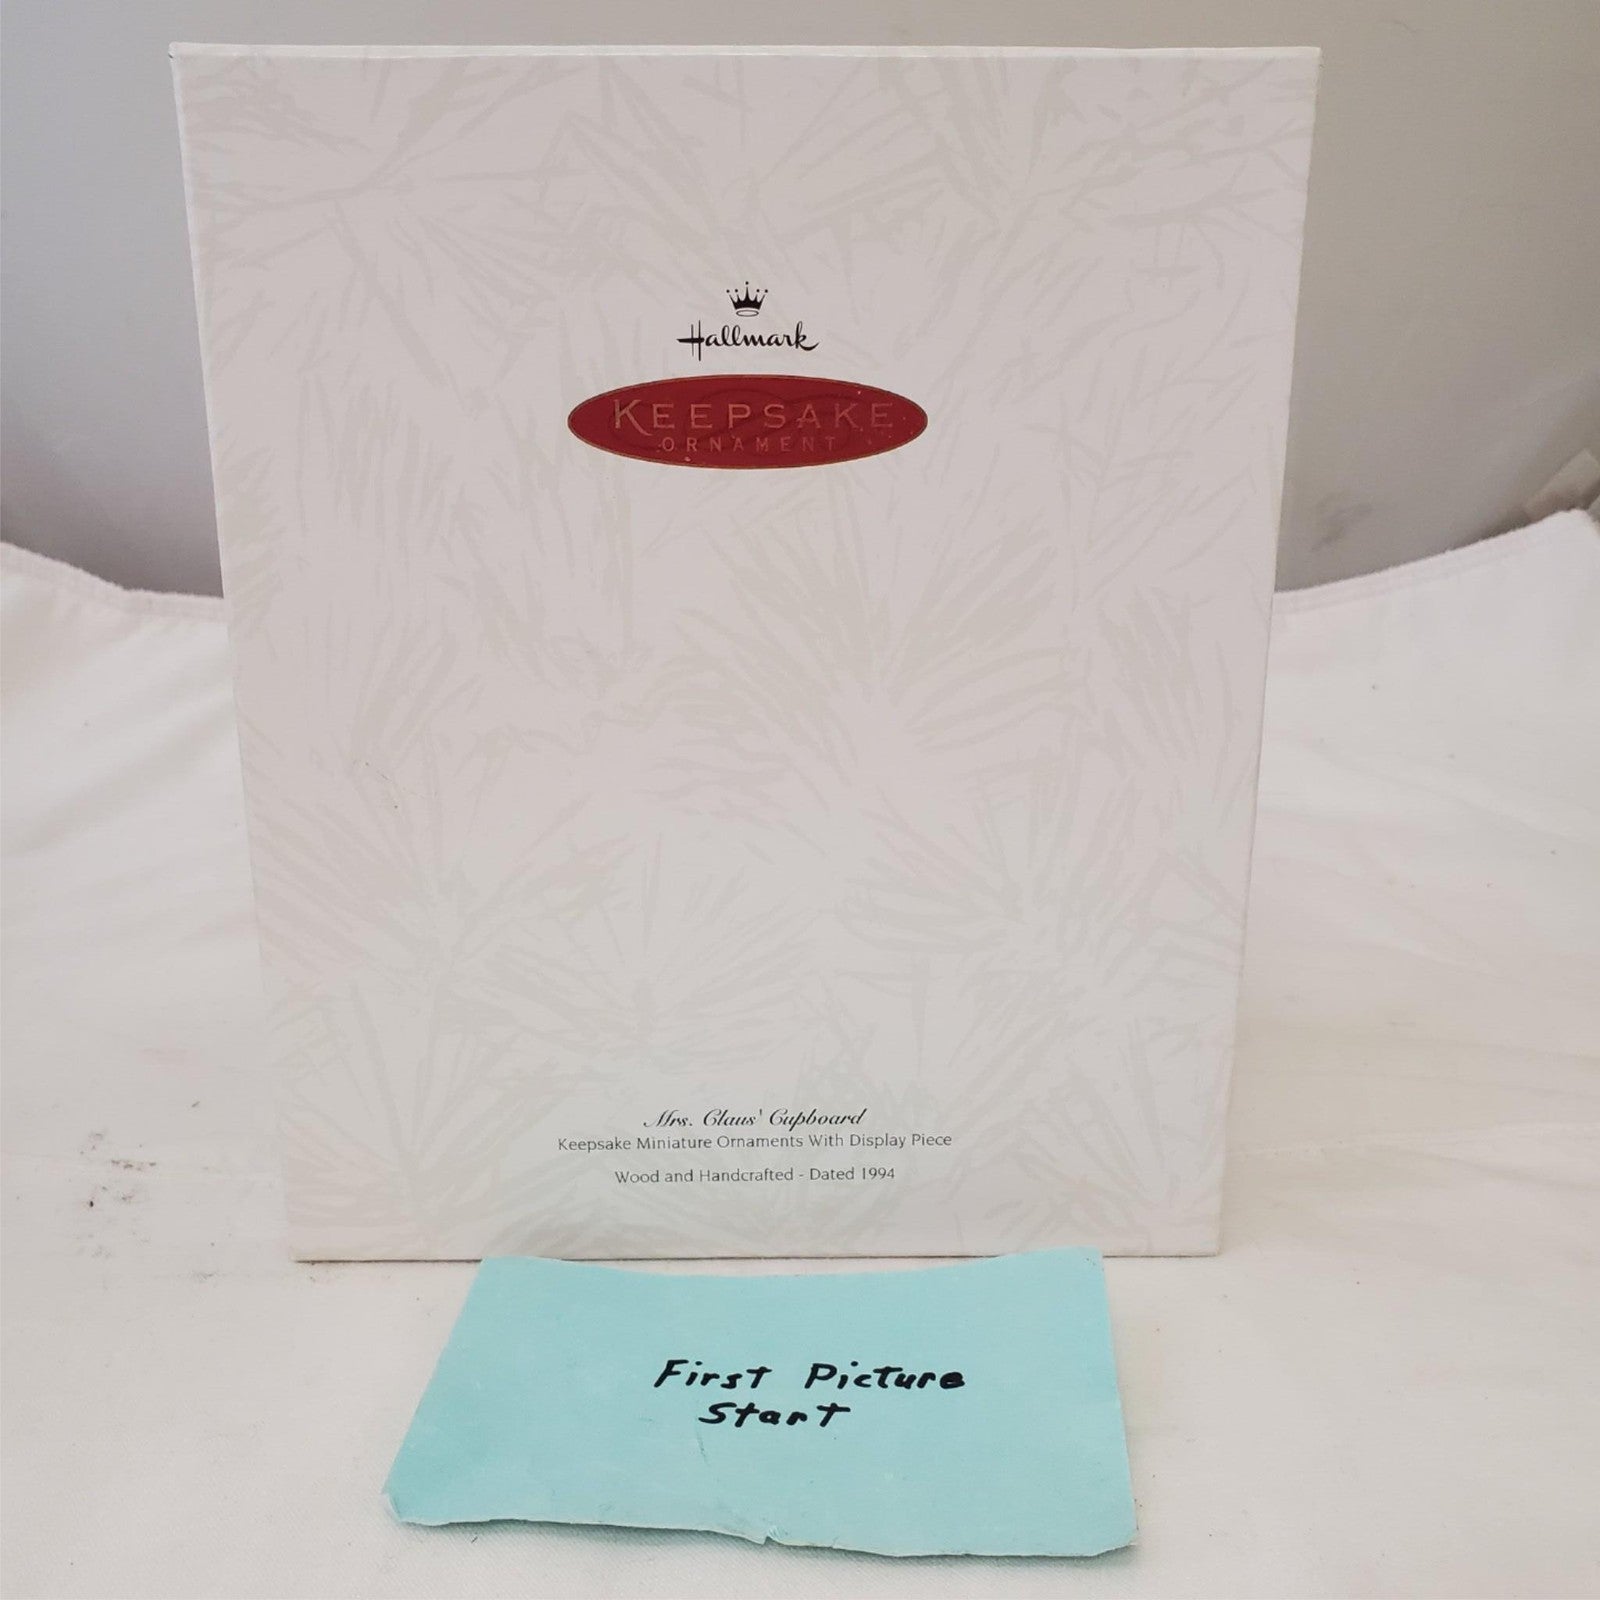 Hallmark
KEEPSAKE
ORNAMENT
Mrs. Claus' Cupboard
Keepsake Miniature Ornaments With Display Piece
Wood and Handcrafted - Dated 1994
First Picture
Start